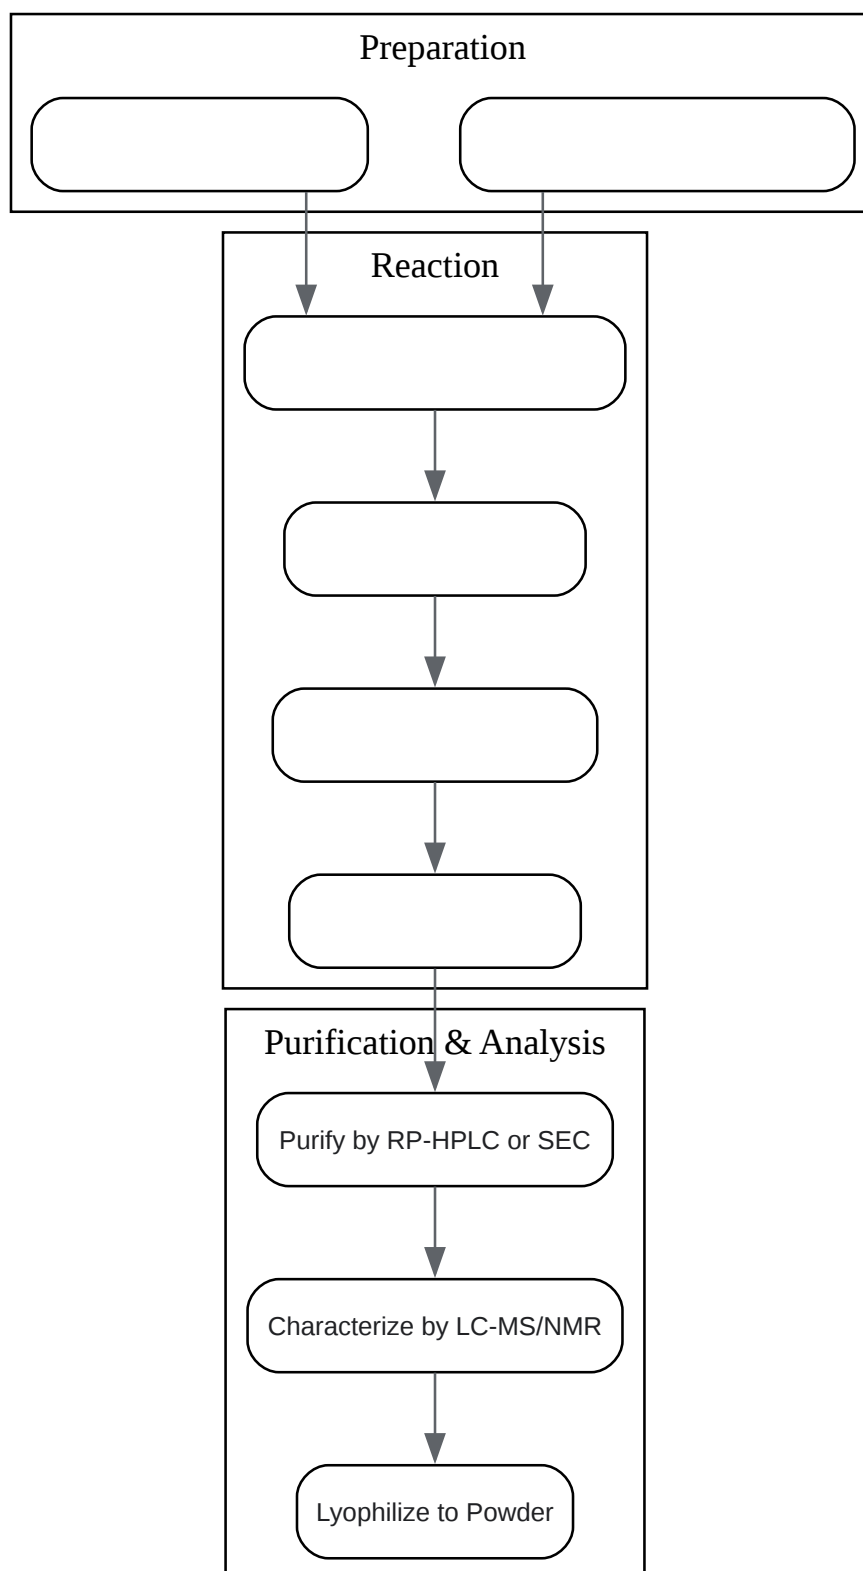 Preparation
Reaction
Purification & Analysis
Purify by RP-HPLC or SEC
Characterize by LC-MS/NMR
Lyophilize to Powder